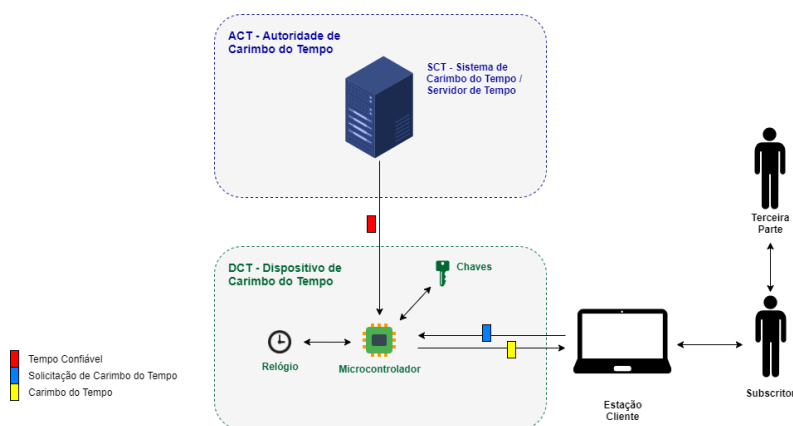 ACT - Autoridade de
Carimbo do Tempo
SCT - Sistema de
Carimbo do Tempo /
Servidor de Tempo
Terceira
Parte
DCT - Dispositivo de
Carimbo do Tempo
Chaves
Relógio
Microcontrolador
Estação
Cliente
Subscritor
Tempo Confiável
Solicitação de Carimbo do Tempo
Carimbo do Tempo